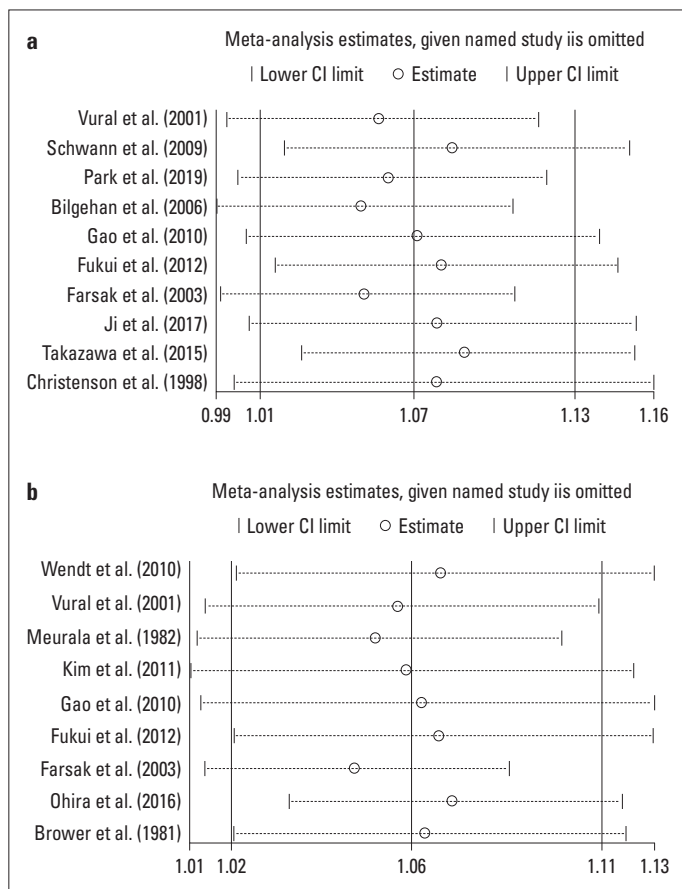 a
Meta-analysis estimates, given named study iis omitted
| Lower CI limit ○ Estimate | Upper CI limit
Vural et al. (2001)
Schwann et al. (2009)
Park et al. (2019)
Bilgehan et al. (2006)
Gao et al. (2010)
Fukui et al. (2012)
Farsak et al. (2003)
Ji et al. (2017)
Takazawa et al. (2015)
Christenson et al. (1998)
0.99 1.01 1.07 1.13 1.16
b
Meta-analysis estimates, given named study iis omitted
| Lower CI limit ○ Estimate | Upper CI limit
Wendt et al. (2010)
Vural et al. (2001)
Meurala et al. (1982)
Kim et al. (2011)
Gao et al. (2010)
Fukui et al. (2012)
Farsak et al. (2003)
Ohira et al. (2016)
Brower et al. (1981)
1.01 1.02 1.06 1.11 1.13